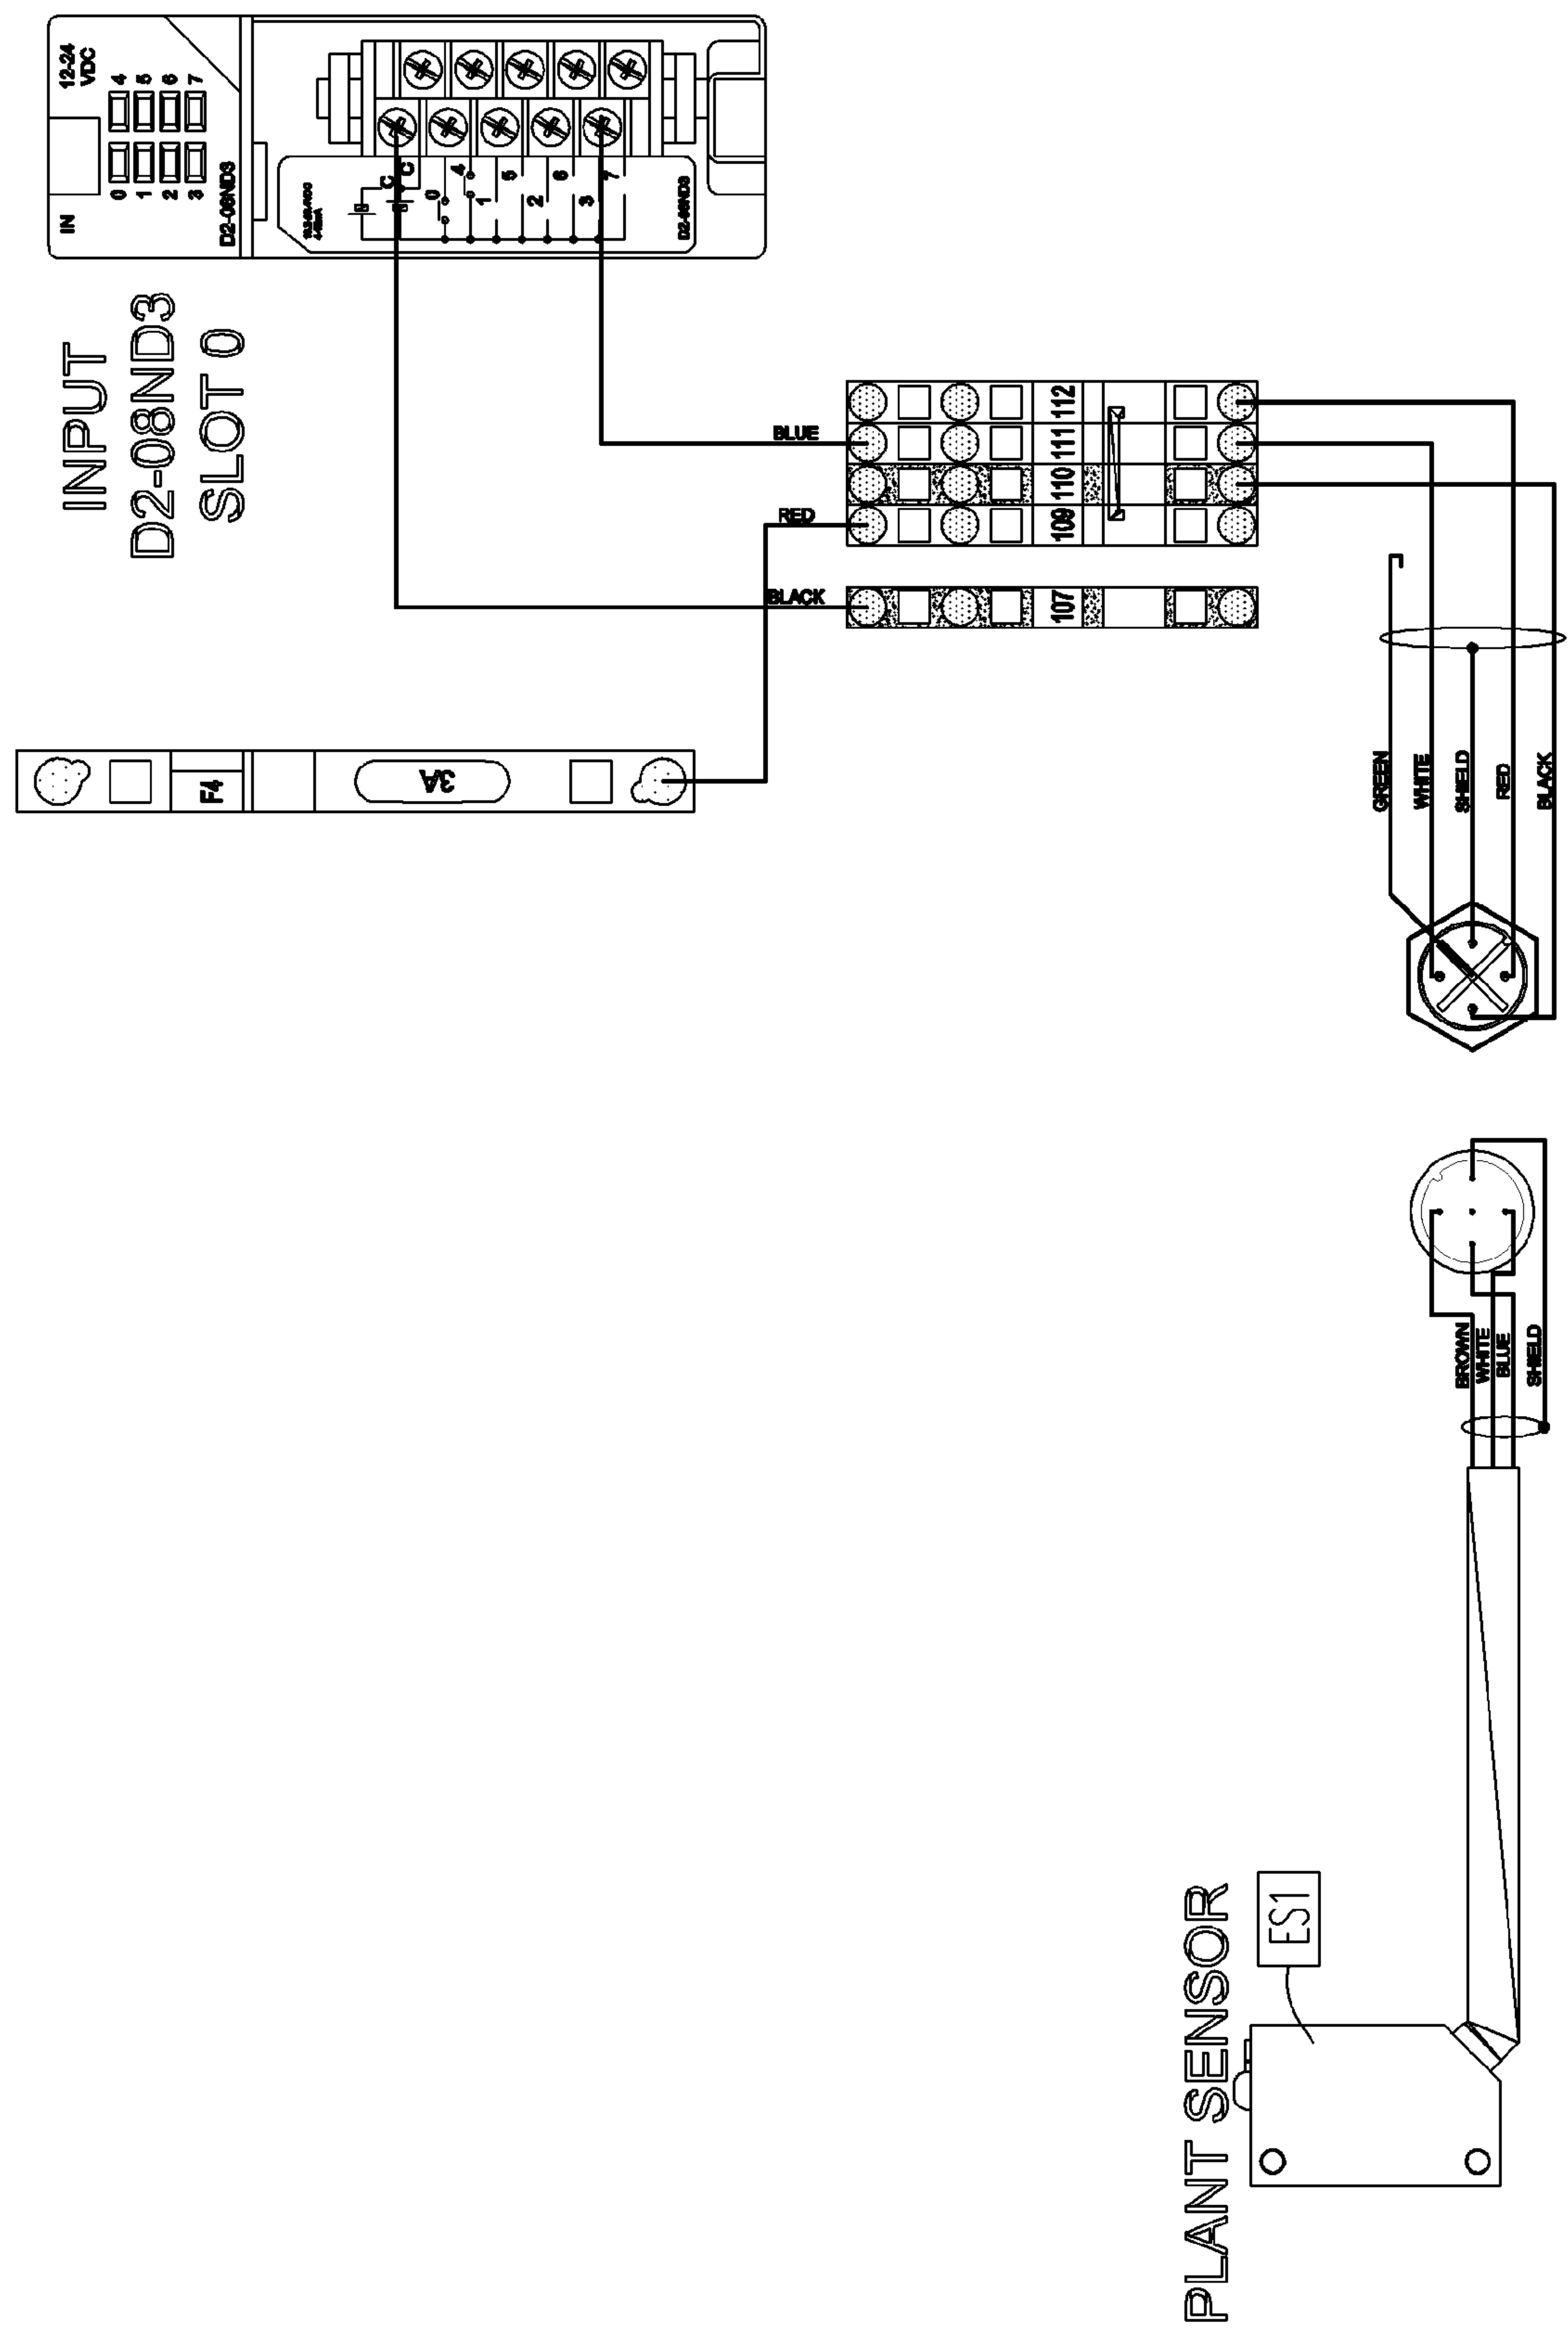 INPUT
D2-08ND3
SLOT 0
IN
12-24
VDC
0
1
2
3
4
5
6
7
D2-08ND3
C
C
0
4
1
5
2
6
3
7
D2-08ND3
BLUE
RED
BLACK
112
111
110
109
107
F4
3A
GREEN
WHITE
SHIELD
RED
BLACK
BROWN
WHITE
BLUE
SHIELD
PLANT SENSOR
ES1